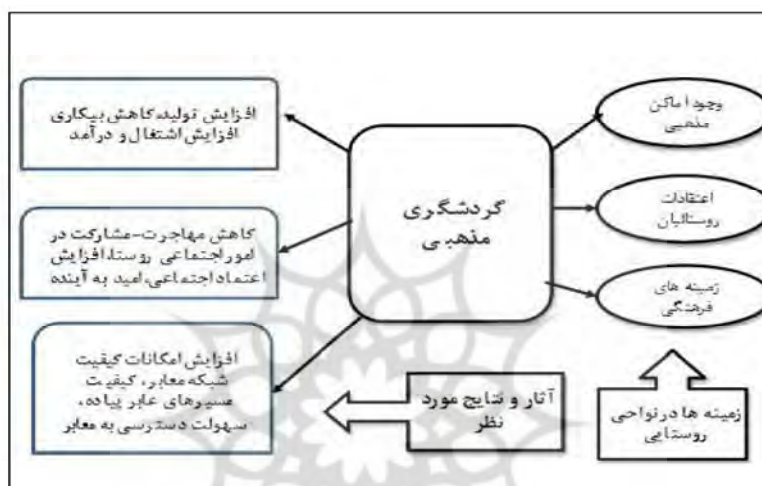 وجود اماکن
مذهبی
اعتقادات
روستائیان
زمینه های
فرهنگی
زمینه ها در نواحی
روستایی
گردشگری
مذهبی
آثار و نتایج مورد
نظر
افزایش تولید،کاهش بیکاری
افزایش اشتغال و درآمد
کاهش مهاجرت-مشارکت در
امور اجتماعی روستا، افزایش
اعتماد اجتماعی، امید به آینده
افزایش امکانات کیفیت
شبکه معابر، کیفیت
مسیرهای عابر پیاده،
سهولت دسترسی به معابر